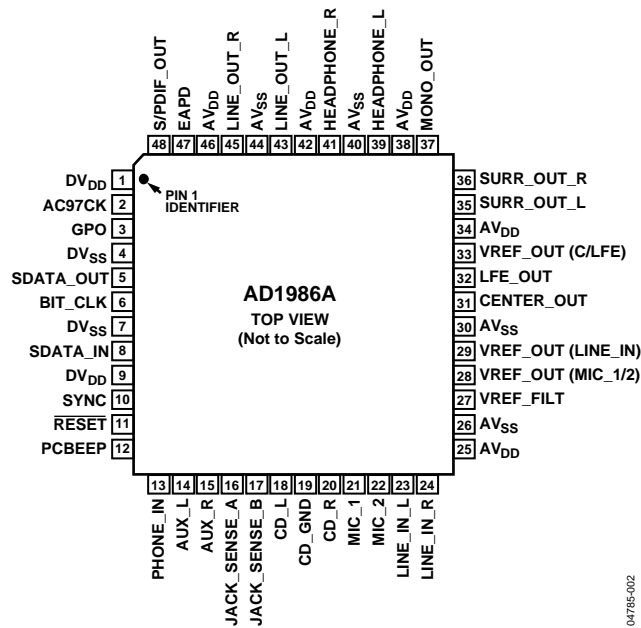 S/PDIF_OUT
EAPD
AVDD
LINE_OUT_R
AVSS
LINE_OUT_L
AVDD
HEADPHONE_R
AVSS
HEADPHONE_L
AVDD
MONO_OUT
48 47 46 45 44 43 42 41 40 39 38 37
DVDD 1
AC97CK 2
GPO 3
DVSS 4
SDATA_OUT 5
BIT_CLK 6
DVSS 7
SDATA_IN 8
DVDD 9
SYNC 10
RESET 11
PCBEEP 12
PIN 1
IDENTIFIER
AD1986A
TOP VIEW
(Not to Scale)
36 SURR_OUT_R
35 SURR_OUT_L
34 AVDD
33 VREF_OUT (C/LFE)
32 LFE_OUT
31 CENTER_OUT
30 AVSS
29 VREF_OUT (LINE_IN)
28 VREF_OUT (MIC_1/2)
27 VREF_FILT
26 AVSS
25 AVDD
13 14 15 16 17 18 19 20 21 22 23 24
PHONE_IN
AUX_L
AUX_R
JACK_SENSE_A
JACK_SENSE_B
CD_L
CD_GND
CD_R
MIC_1
MIC_2
LINE_IN_L
LINE_IN_R
04785-002